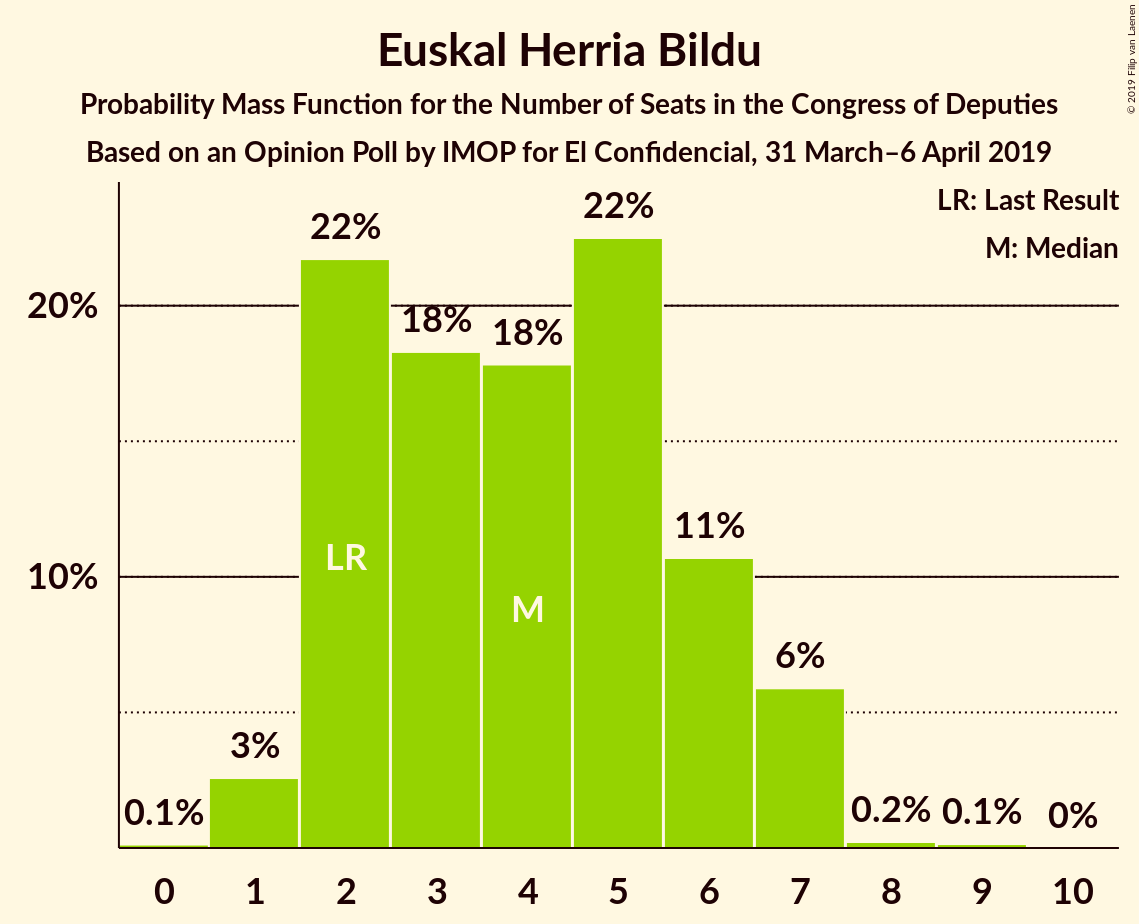 Euskal Herria Bildu
Probability Mass Function for the Number of Seats in the Congress of Deputies
Based on an Opinion Poll by IMOP for El Confidencial, 31 March–6 April 2019
© 2019 Filip van Laenen
LR: Last Result
M: Median
22%
22%
20%
18%
18%
11%
10%
LR
M
6%
3%
0.1%
0.2%
0.1%
0%
0 1 2 3 4 5 6 7 8 9 10